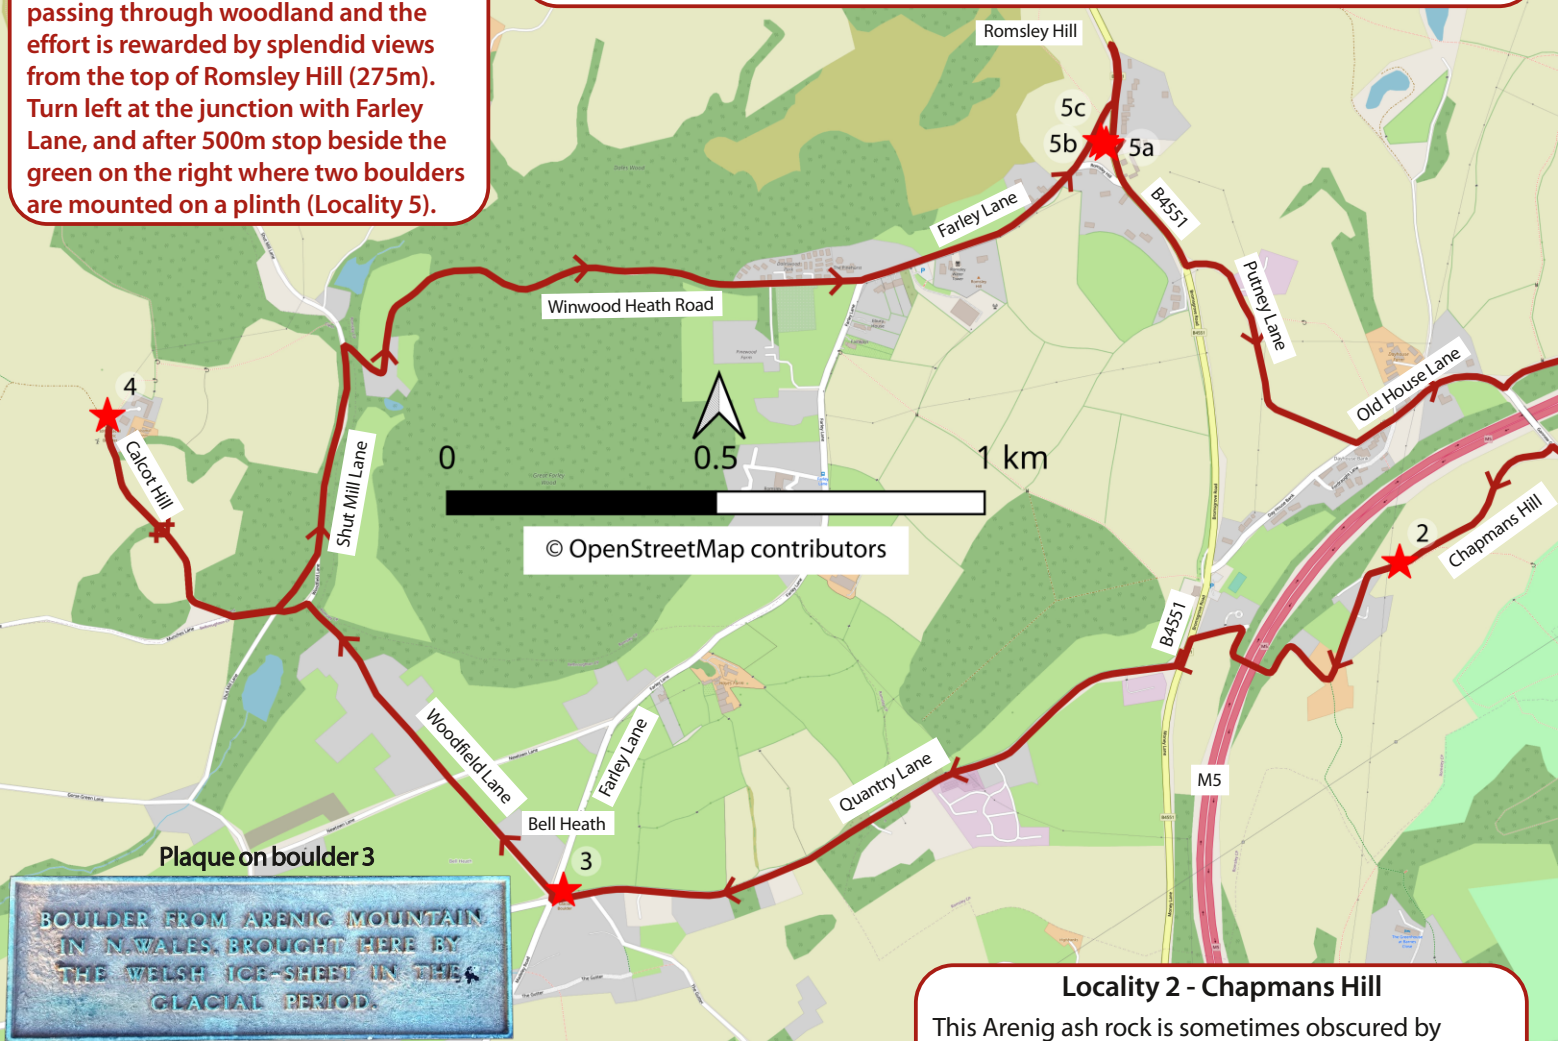 passing through woodland and the
effort is rewarded by splendid views
from the top of Romsley Hill (275m).
Turn left at the junction with Farley
Lane, and after 500m stop beside the
green on the right where two boulders
are mounted on a plinth (Locality 5).
Romsley Hill
5c
5b
5a
B4551
Farley Lane
Putney Lane
Winwood Heath Road
Old House Lane
4
Calcot Hill
Shut Mill Lane
0
0.5
1 km
© OpenStreetMap contributors
2
Chapmans Hill
B4551
M5
Quantry Lane
Woodfield Lane
Farley Lane
Bell Heath
3
Plaque on boulder 3
BOULDER FROM ARENIG MOUNTAIN
IN N.WALES. BROUGHT HERE BY
THE WELSH ICE-SHEET IN THE
GLACIAL PERIOD.
Locality 2 - Chapmans Hill
This Arenig ash rock is sometimes obscured by